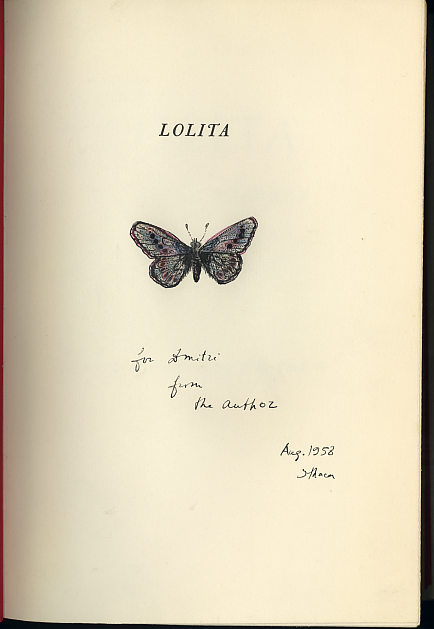 LOLITA
for Dmitri
from
the author
Aug. 1958
Ithaca